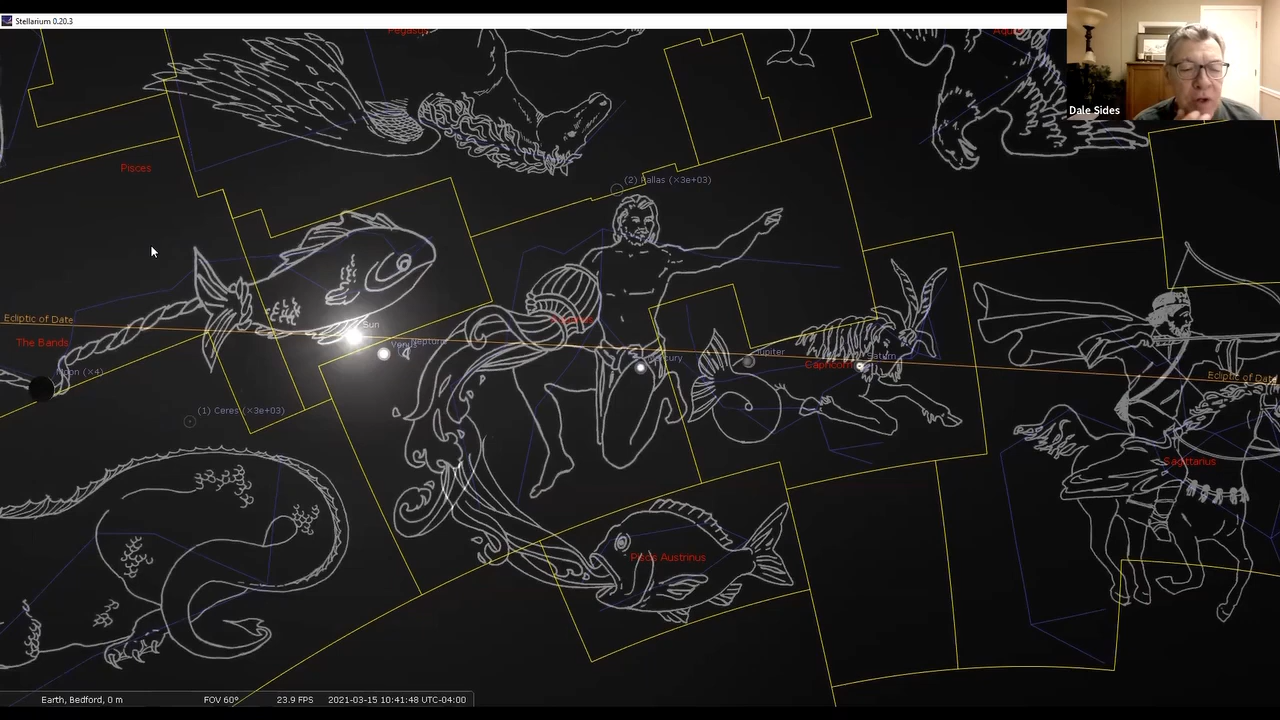 Stellarium 0.20.3
Pegasus
Dale Sides
Pisces
(2) Pallas (×3e+03)
Ecliptic of Date
Sun
The Bands
Venus
Neptune
Mercury
Jupiter
Saturn
Capricorn
Moon (×4)
Ecliptic of Date
(1) Ceres (×3e+03)
Sagittarius
Piscis Austrinus
Earth, Bedford, 0 m
FOV 60°
23.9 FPS
2021-03-15 10:41:48 UTC-04:00